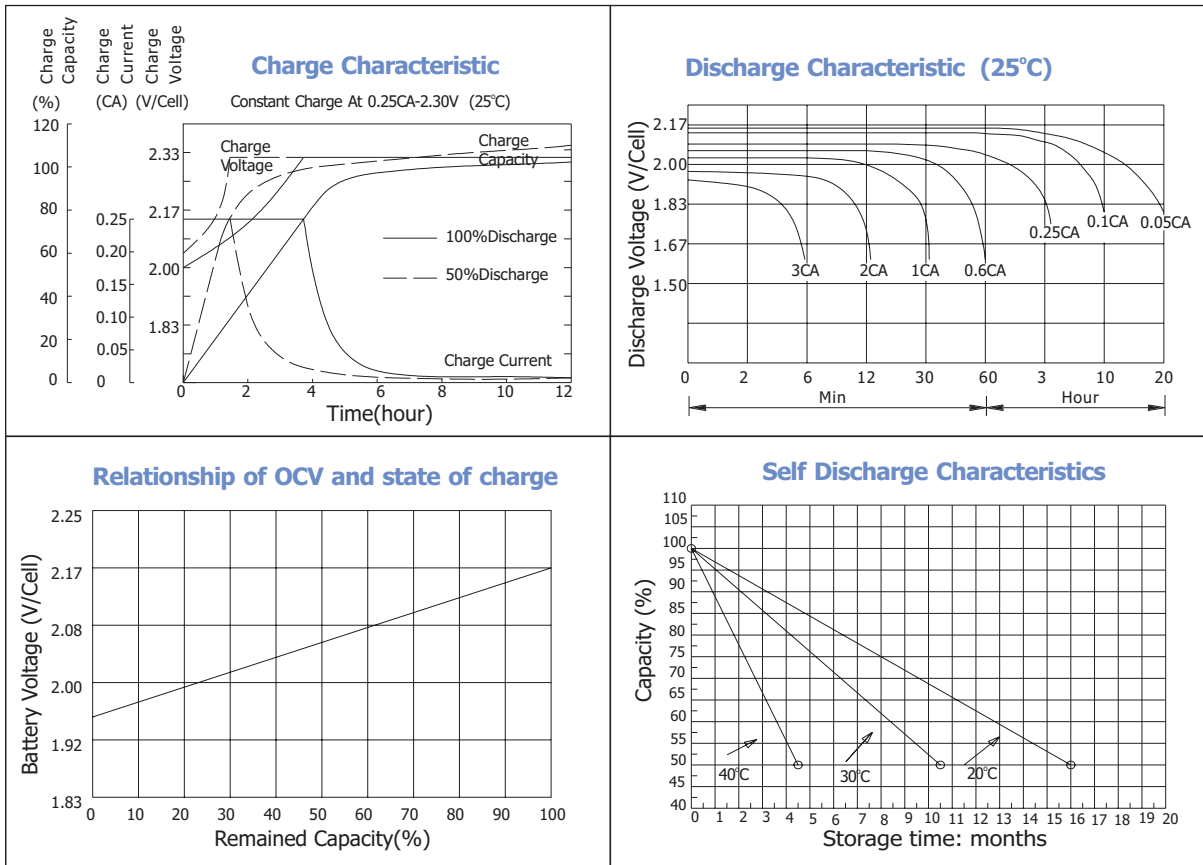 Charge Capacity
Charge Current
Charge Voltage
(%)
(CA) (V/Cell)
Charge Characteristic
Constant Charge At 0.25CA-2.30V (25°C)
120
100
80
60
40
20
0
0.25
0.20
0.15
0.10
0.05
0
2.33
2.17
2.00
1.83
Charge Voltage
Charge Capacity
100%Discharge
50%Discharge
Charge Current
0 2 4 6 8 10 12
Time(hour)
Discharge Characteristic (25°C)
Discharge Voltage (V/Cell)
2.17
2.00
1.83
1.67
1.50
3CA 2CA 1CA 0.6CA 0.25CA 0.1CA 0.05CA
0 2 6 12 30 60 3 10 20
Min Hour
Relationship of OCV and state of charge
Battery Voltage (V/Cell)
2.25
2.17
2.08
2.00
1.92
1.83
0 10 20 30 40 50 60 70 80 90 100
Remained Capacity(%)
Self Discharge Characteristics
Capacity (%)
110
105
100
95
90
85
80
75
70
65
60
55
50
45
40
40°C 30°C 20°C
0 1 2 3 4 5 6 7 8 9 10 11 12 13 14 15 16 17 18 19 20
Storage time: months